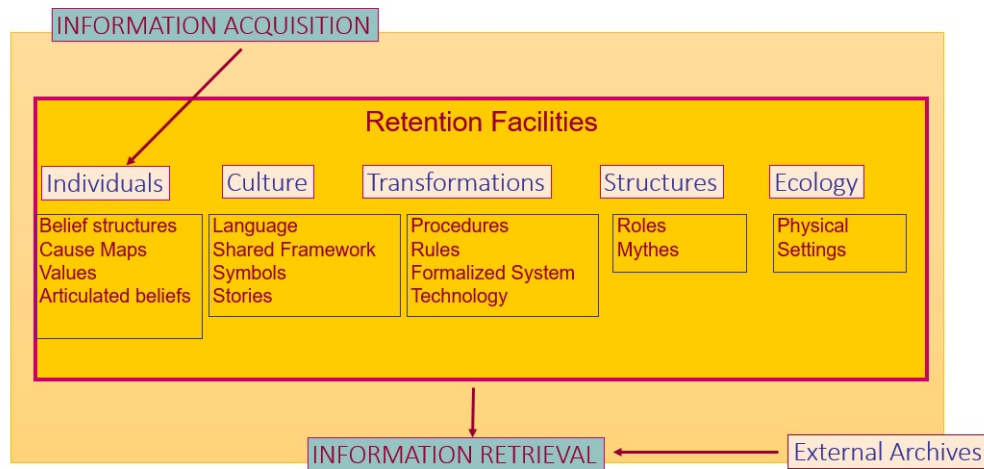 INFORMATION ACQUISITION
Retention Facilities
Individuals
Culture
Transformations
Structures
Ecology
Belief structures
Cause Maps
Values
Articulated beliefs
Language
Shared Framework
Symbols
Stories
Procedures
Rules
Formalized System
Technology
Roles
Mythes
Physical
Settings
INFORMATION RETRIEVAL
External Archives